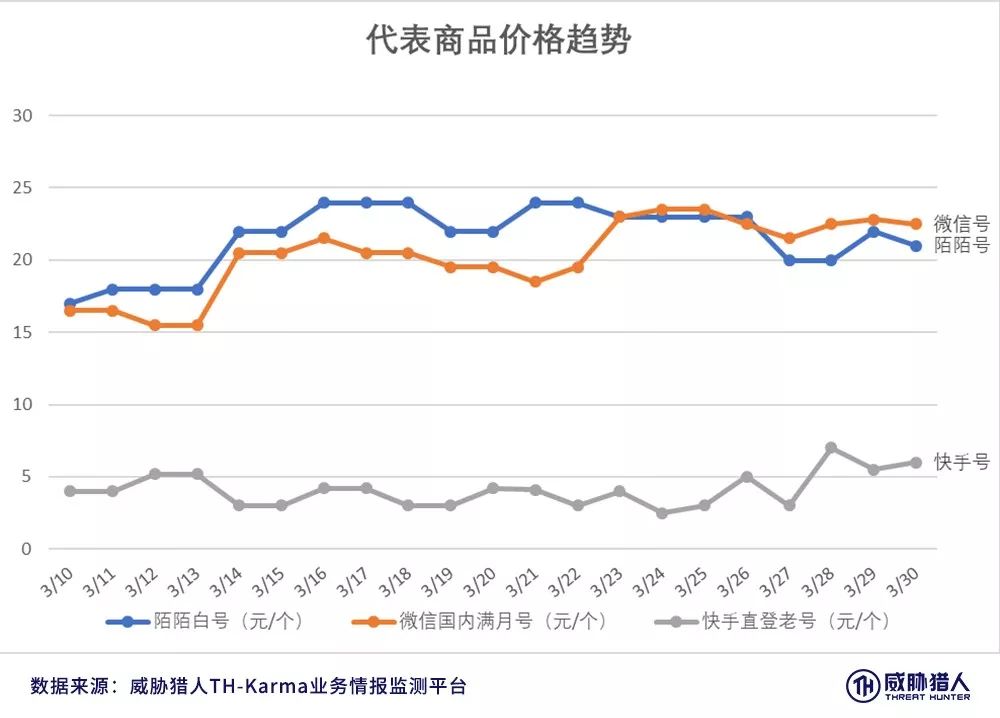 代表商品价格趋势
30
25
20
15
10
5
0
微信号
陌陌号
快手号
3/10 3/11 3/12 3/13 3/14 3/15 3/16 3/17 3/18 3/19 3/20 3/21 3/22 3/23 3/24 3/25 3/26 3/27 3/28 3/29 3/30
陌陌白号（元/个） 微信国内满月号（元/个） 快手直登老号（元/个）
数据来源：威胁猎人TH-Karma业务情报监测平台
TH 威胁猎人
THREAT HUNTER